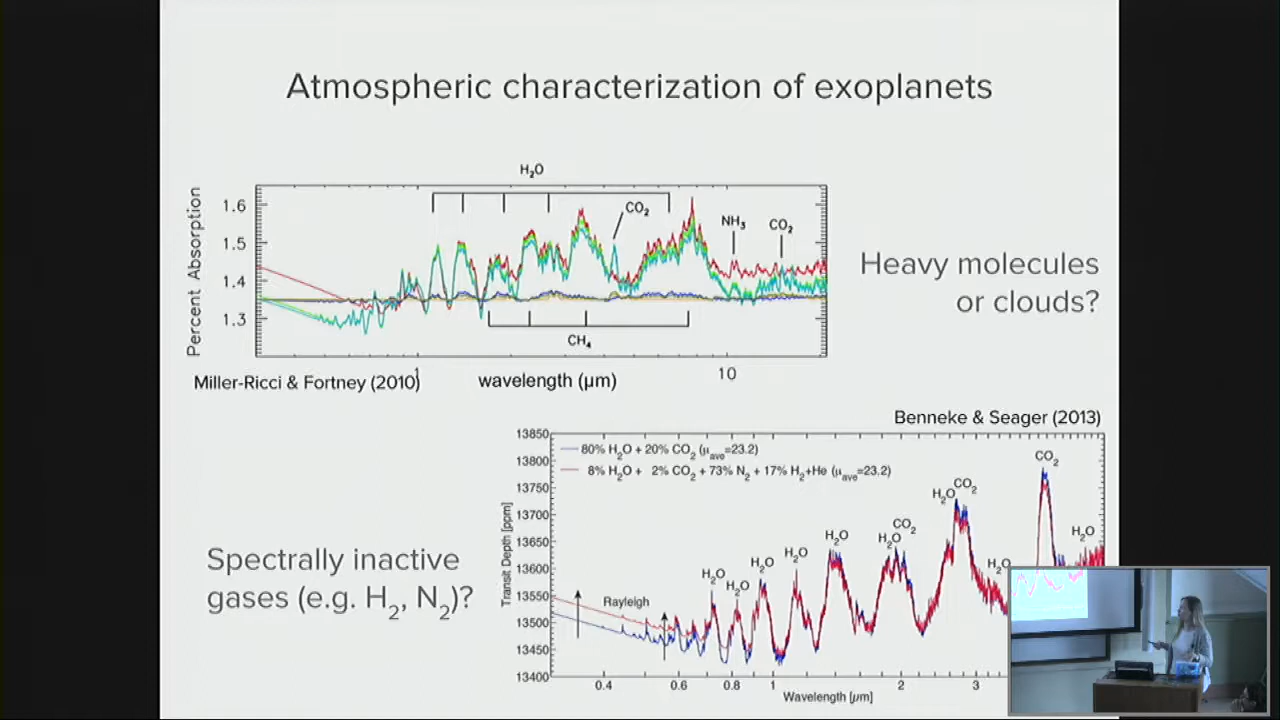 Atmospheric characterization of exoplanets
H₂O
Percent Absorption
1.6
1.5
1.4
1.3
CO₂
NH₃
CO₂
CH₄
1
10
Miller-Ricci & Fortney (2010)
wavelength (μm)
Heavy molecules
or clouds?
Benneke & Seager (2013)
Spectrally inactive
gases (e.g. H₂, N₂)?
Transit Depth [ppm]
13850
13800
13750
13700
13650
13600
13550
13500
13450
13400
80% H₂O + 20% CO₂ (μave=23.2)
8% H₂O + 2% CO₂ + 73% N₂ + 17% H₂+He (μave=23.2)
Rayleigh
H₂O
H₂O
H₂O
H₂O
H₂O
H₂O
CO₂
H₂O
CO₂
H₂O
CO₂
H₂O
0.4
0.6
0.8
1
2
3
Wavelength [μm]